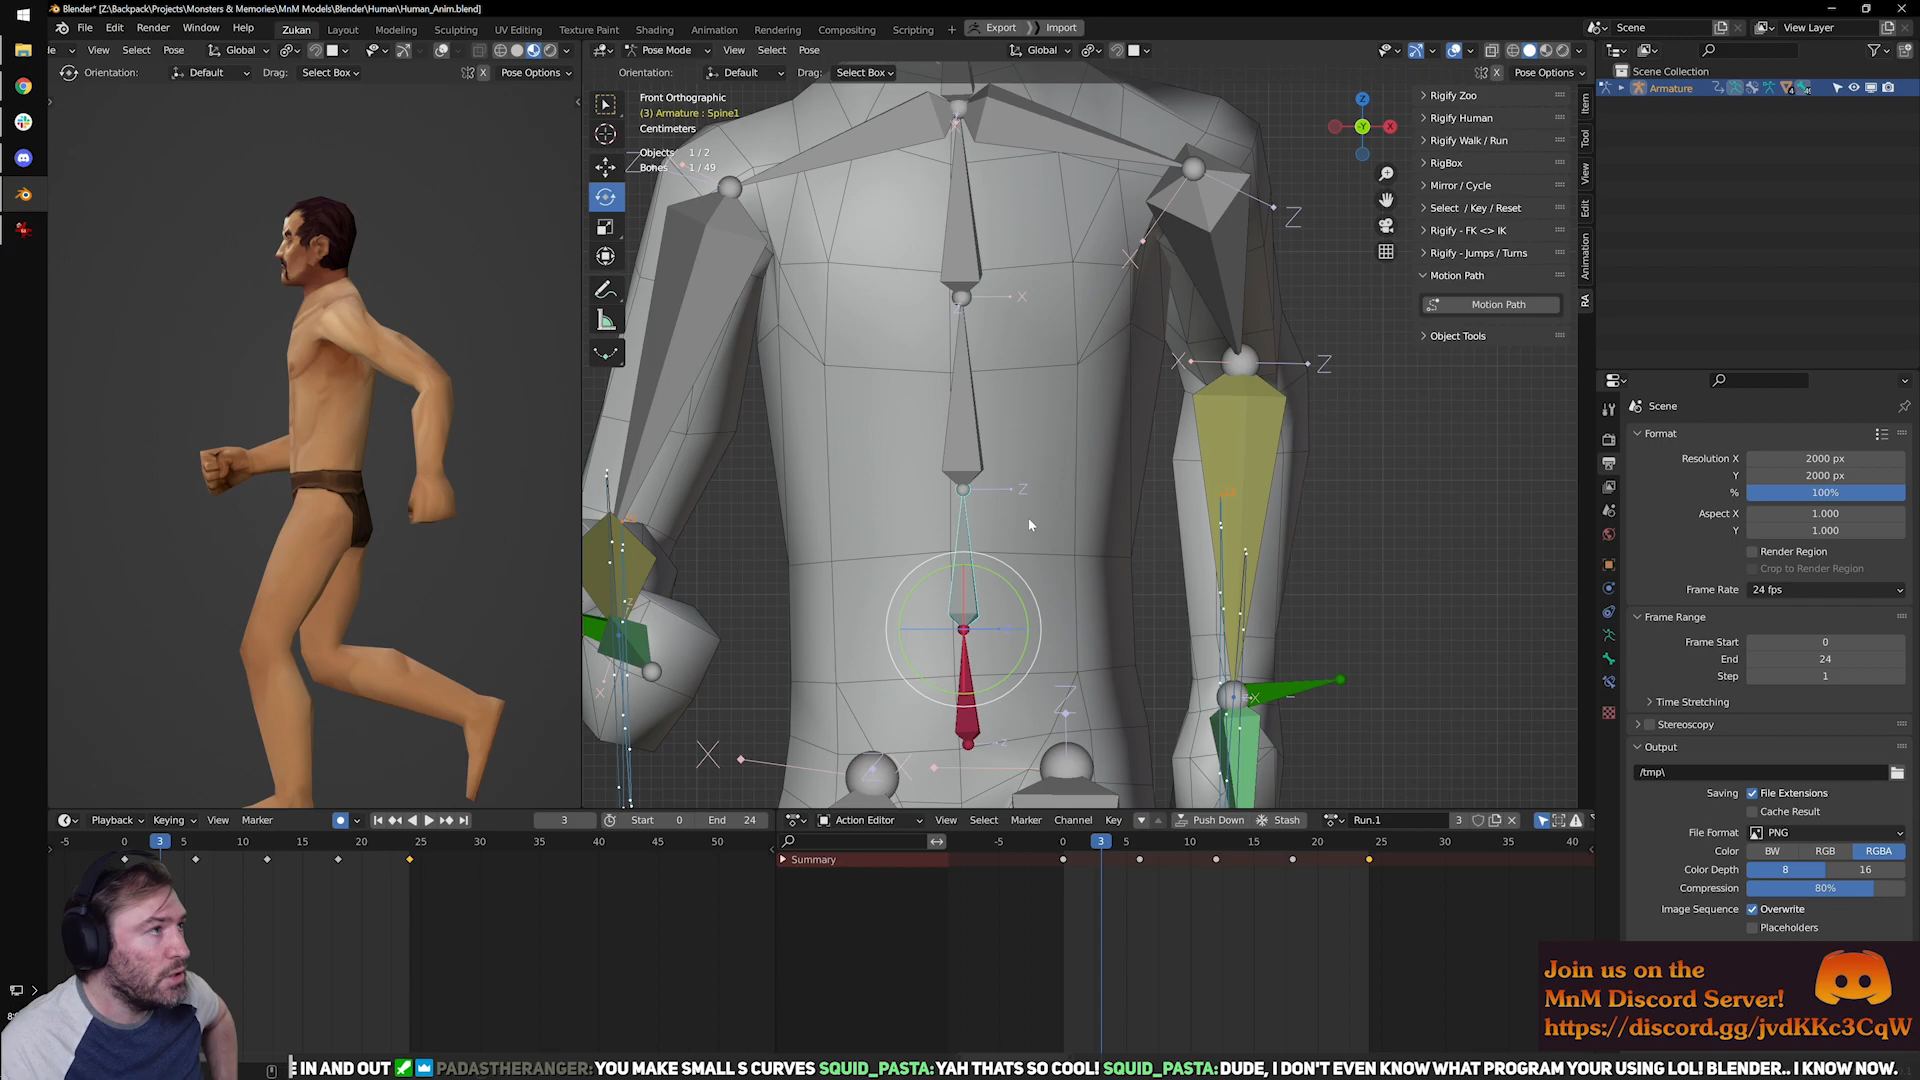 Blender* [Z:\Backpack\Projects\Monsters & Memories\MnM Models\Blender\Human\Human_Anim.blend]
File Edit Render Window Help Zukan Layout Modeling Sculpting UV Editing Texture Paint Shading Animation Rendering Compositing Scripting + Export Import Scene View Layer
View Select Pose Global Pose Mode View Select Pose Global
Orientation: Default Drag: Select Box X Pose Options Orientation: Default Drag: Select Box X Pose Options
Scene Collection
Armature
Front Orthographic
(3) Armature : Spine1
Centimeters
Objects 1 / 2
Bones 1 / 49
Rigify Zoo
Rigify Human
Rigify Walk / Run
RigBox
Mirror / Cycle
Select / Key / Reset
Rigify - FK <> IK
Rigify - Jumps / Turns
Motion Path
Motion Path
Object Tools
Item
Tool
View
Edit
Animation
RA
Scene
Format
Resolution X 2000 px
Y 2000 px
% 100%
Aspect X 1.000
Y 1.000
Render Region
Crop to Render Region
Frame Rate 24 fps
Frame Range
Frame Start 0
End 24
Step 1
Time Stretching
Stereoscopy
Output
/tmp\
Saving File Extensions
Cache Result
File Format PNG
Color BW RGB RGBA
Color Depth 8 16
Compression 80%
Image Sequence Overwrite
Placeholders
Playback Keying View Marker 3 Start 0 End 24
-5 0 3 5 10 15 20 25 30 35 40 45 50
Action Editor View Select Marker Channel Key Push Down Stash Run.1 3
-5 0 3 5 10 15 20 25 30 35 40
Summary
Join us on the
MnM Discord Server!
https://discord.gg/jvdKKc3CqW
E IN AND OUT PADASTHERANGER: YOU MAKE SMALL S CURVES SQUID_PASTA: YAH THATS SO COOL! SQUID_PASTA: DUDE, I DON'T EVEN KNOW WHAT PROGRAM YOUR USING LOL! BLENDER.. I KNOW NOW.